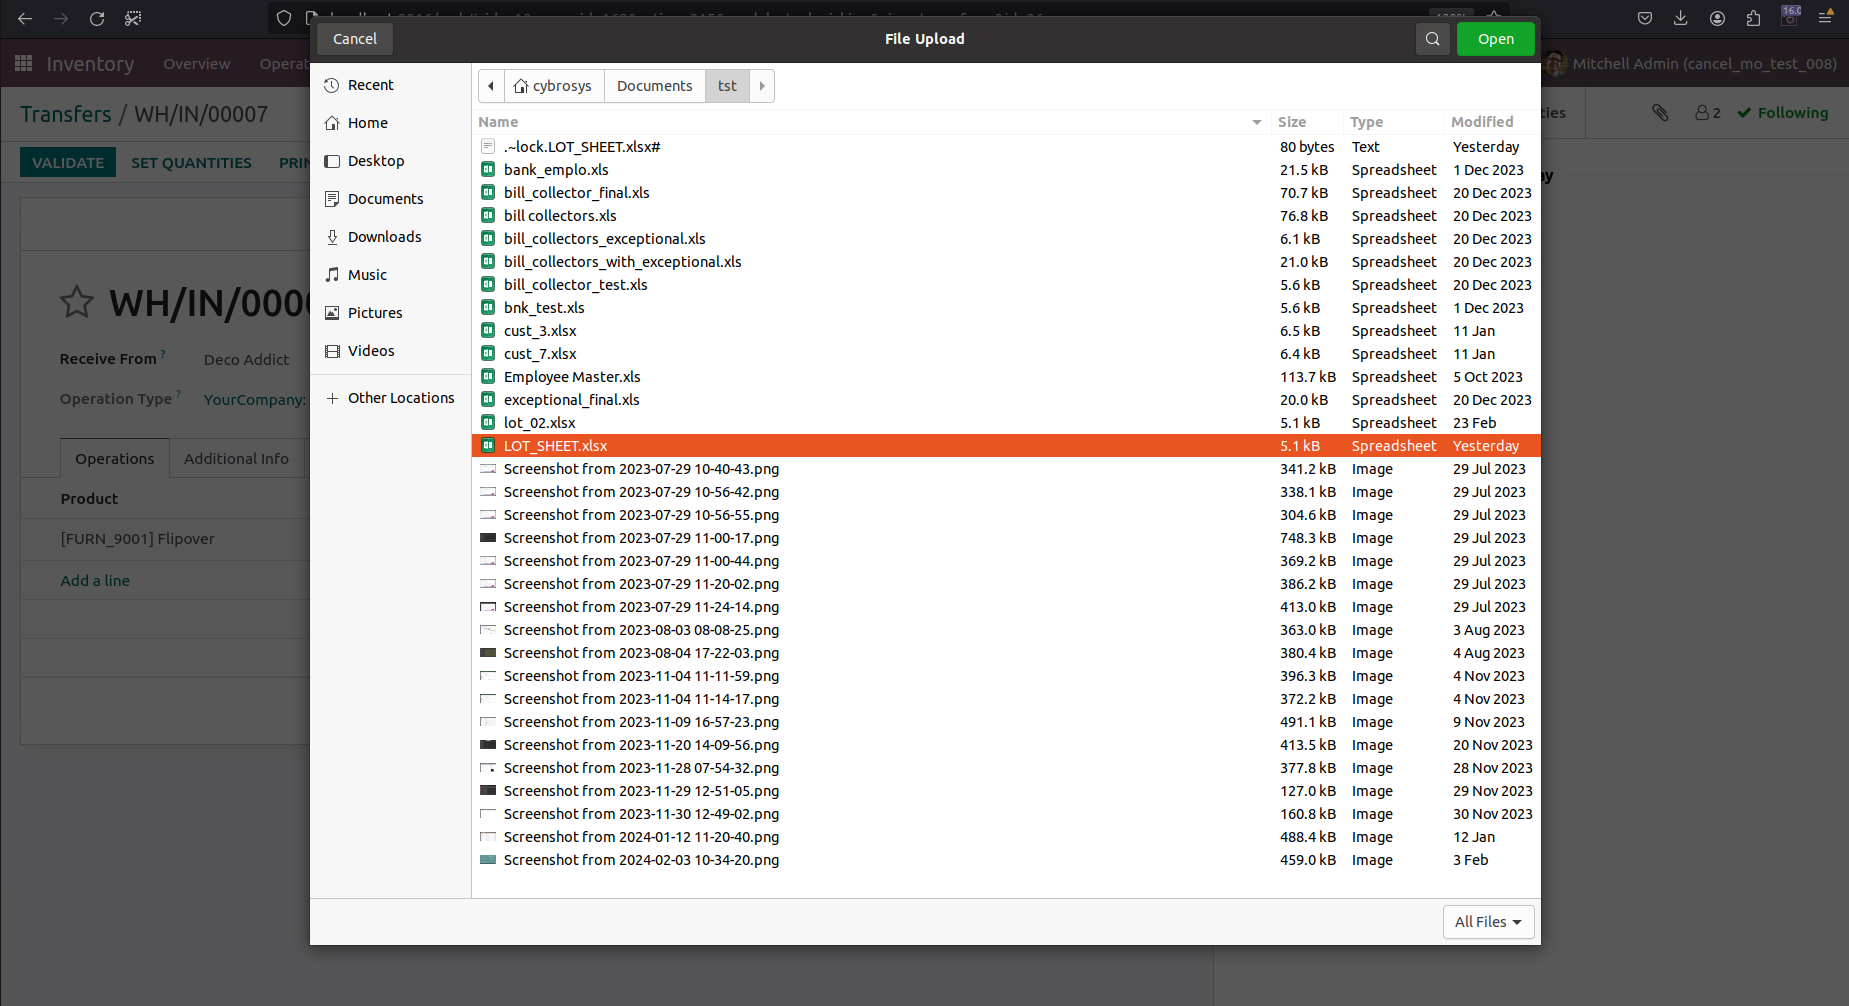 Cancel File Upload Open
16.0
Inventory Overview
Mitchell Admin (cancel_mo_test_008)
Transfers / WH/IN/00007
2 Following
VALIDATE SET QUANTITIES
Receive From ? Deco Addict
Operation Type ? YourCompany:
Operations Additional Info
Product
[FURN_9001] Flipover
Add a line
Recent
Home
Desktop
Documents
Downloads
Music
Pictures
Videos
Other Locations
cybrosys Documents tst
Name Size Type Modified
.~lock.LOT_SHEET.xlsx# 80 bytes Text Yesterday
bank_emplo.xls 21.5 kB Spreadsheet 1 Dec 2023
bill_collector_final.xls 70.7 kB Spreadsheet 20 Dec 2023
bill collectors.xls 76.8 kB Spreadsheet 20 Dec 2023
bill_collectors_exceptional.xls 6.1 kB Spreadsheet 20 Dec 2023
bill_collectors_with_exceptional.xls 21.0 kB Spreadsheet 20 Dec 2023
bill_collector_test.xls 5.6 kB Spreadsheet 20 Dec 2023
bnk_test.xls 5.6 kB Spreadsheet 1 Dec 2023
cust_3.xlsx 6.5 kB Spreadsheet 11 Jan
cust_7.xlsx 6.4 kB Spreadsheet 11 Jan
Employee Master.xls 113.7 kB Spreadsheet 5 Oct 2023
exceptional_final.xls 20.0 kB Spreadsheet 20 Dec 2023
lot_02.xlsx 5.1 kB Spreadsheet 23 Feb
LOT_SHEET.xlsx 5.1 kB Spreadsheet Yesterday
Screenshot from 2023-07-29 10-40-43.png 341.2 kB Image 29 Jul 2023
Screenshot from 2023-07-29 10-56-42.png 338.1 kB Image 29 Jul 2023
Screenshot from 2023-07-29 10-56-55.png 304.6 kB Image 29 Jul 2023
Screenshot from 2023-07-29 11-00-17.png 748.3 kB Image 29 Jul 2023
Screenshot from 2023-07-29 11-00-44.png 369.2 kB Image 29 Jul 2023
Screenshot from 2023-07-29 11-20-02.png 386.2 kB Image 29 Jul 2023
Screenshot from 2023-07-29 11-24-14.png 413.0 kB Image 29 Jul 2023
Screenshot from 2023-08-03 08-08-25.png 363.0 kB Image 3 Aug 2023
Screenshot from 2023-08-04 17-22-03.png 380.4 kB Image 4 Aug 2023
Screenshot from 2023-11-04 11-11-59.png 396.3 kB Image 4 Nov 2023
Screenshot from 2023-11-04 11-14-17.png 372.2 kB Image 4 Nov 2023
Screenshot from 2023-11-09 16-57-23.png 491.1 kB Image 9 Nov 2023
Screenshot from 2023-11-20 14-09-56.png 413.5 kB Image 20 Nov 2023
Screenshot from 2023-11-28 07-54-32.png 377.8 kB Image 28 Nov 2023
Screenshot from 2023-11-29 12-51-05.png 127.0 kB Image 29 Nov 2023
Screenshot from 2023-11-30 12-49-02.png 160.8 kB Image 30 Nov 2023
Screenshot from 2024-01-12 11-20-40.png 488.4 kB Image 12 Jan
Screenshot from 2024-02-03 10-34-20.png 459.0 kB Image 3 Feb
All Files